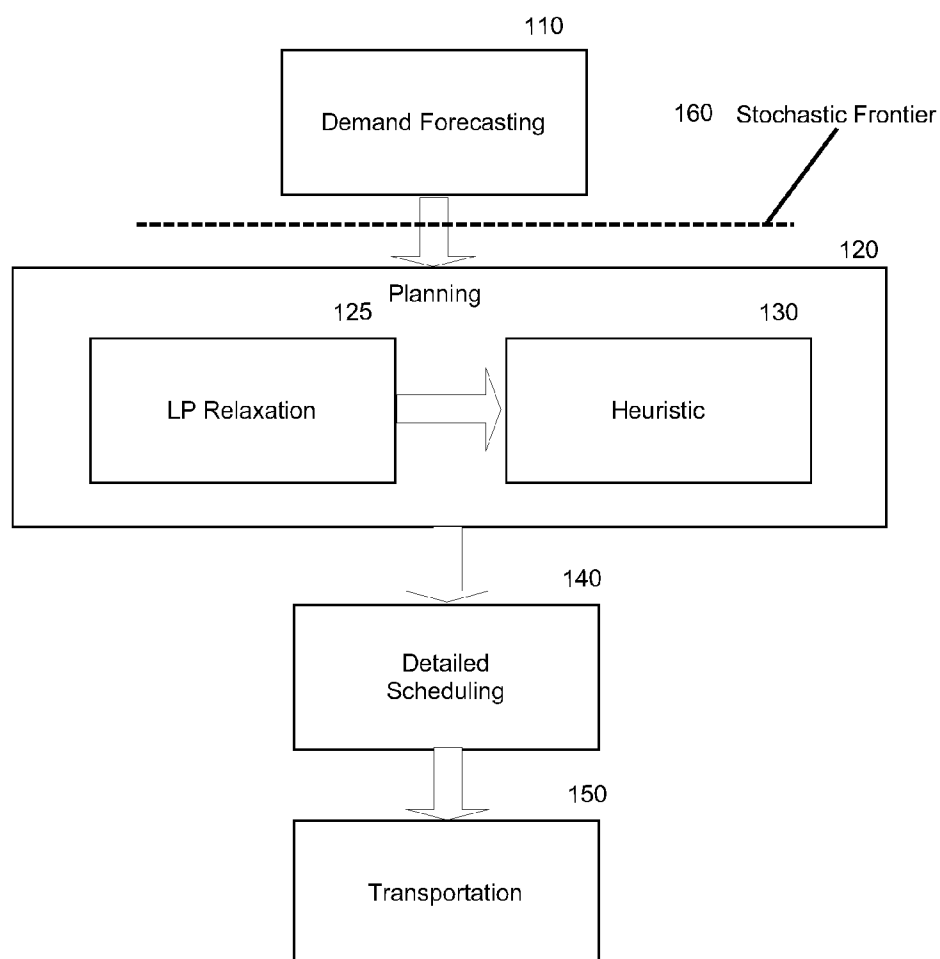 110
Demand Forecasting
160 Stochastic Frontier
120
Planning
125
130
LP Relaxation
Heuristic
140
Detailed
Scheduling
150
Transportation